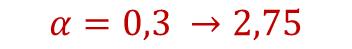 α = 0,3 → 2,75